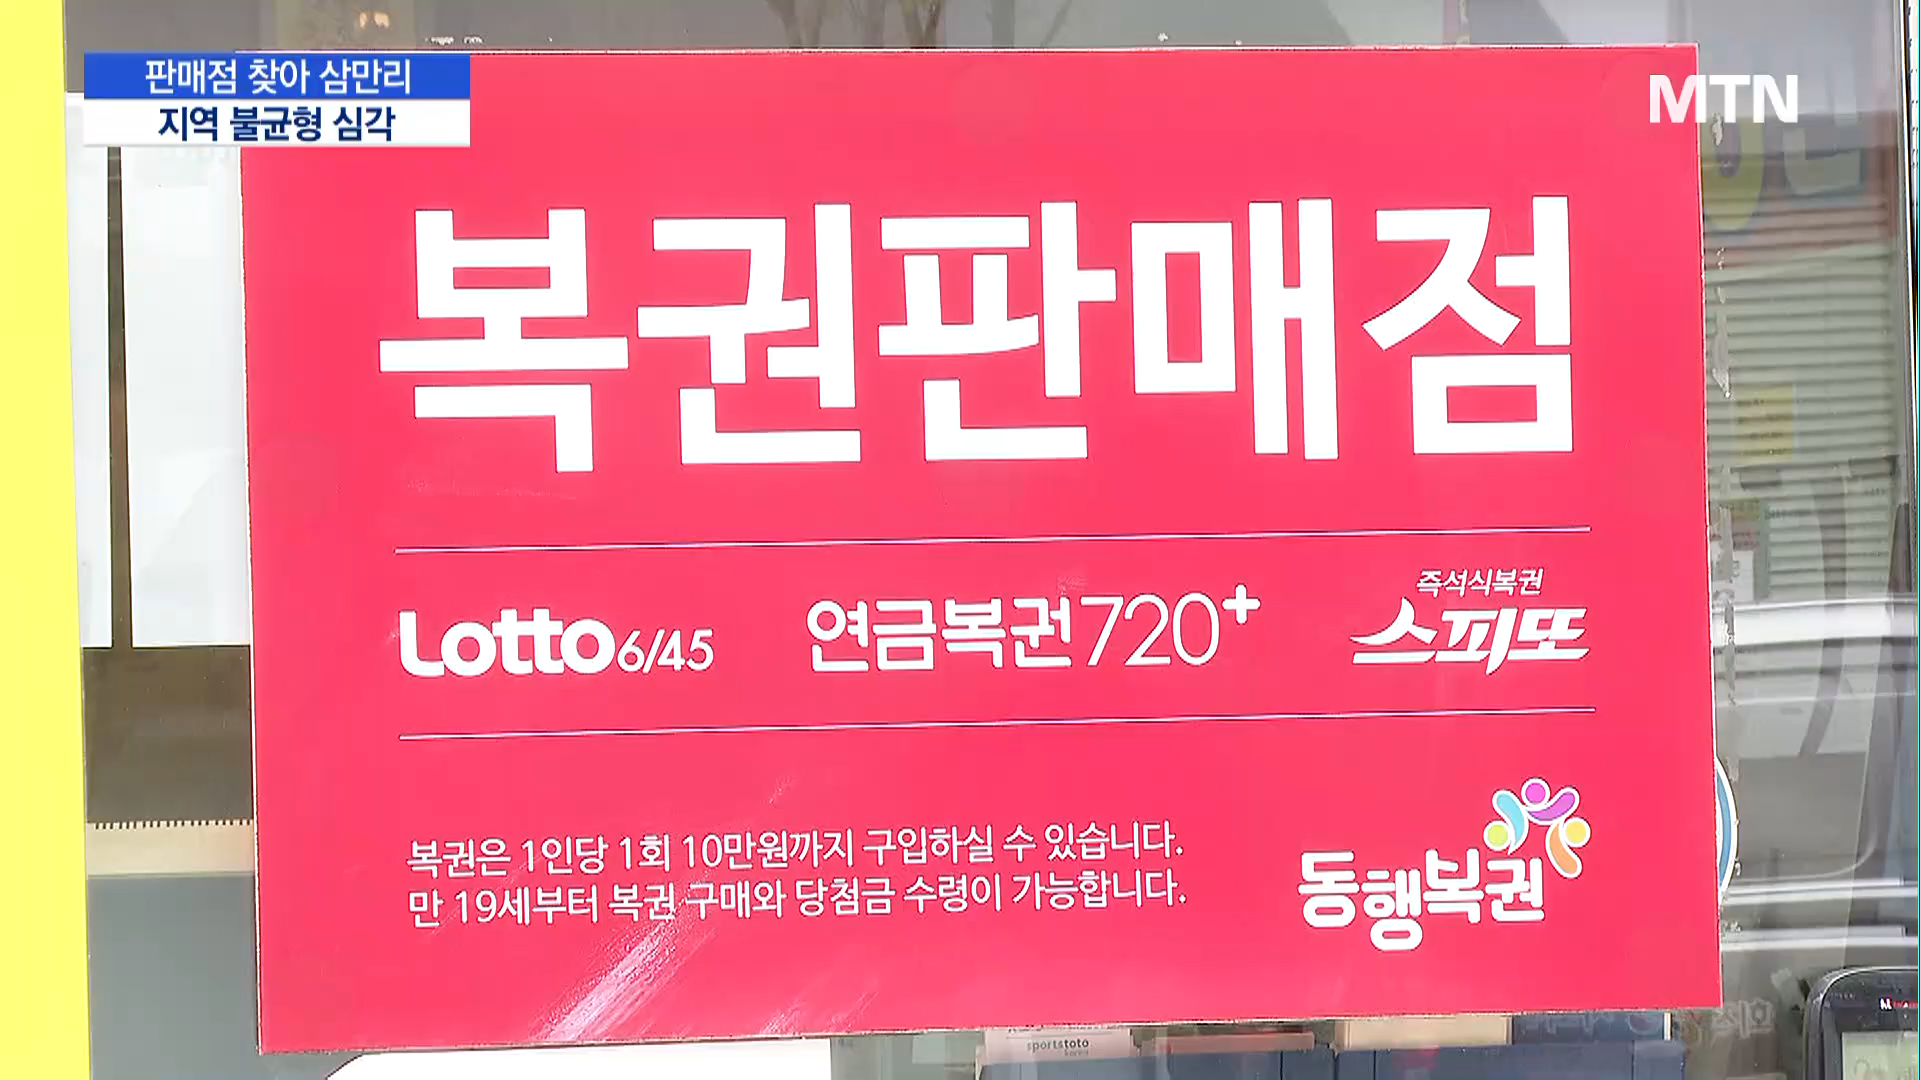 판매점 찾아 삼만리
지역 불균형 심각
MTN
복권판매점
Lotto6/45
연금복권720+
즉석식복권
스피또
복권은 1인당 1회 10만원까지 구입하실 수 있습니다.
만 19세부터 복권 구매와 당첨금 수령이 가능합니다.
동행복권
sportstoto
korea